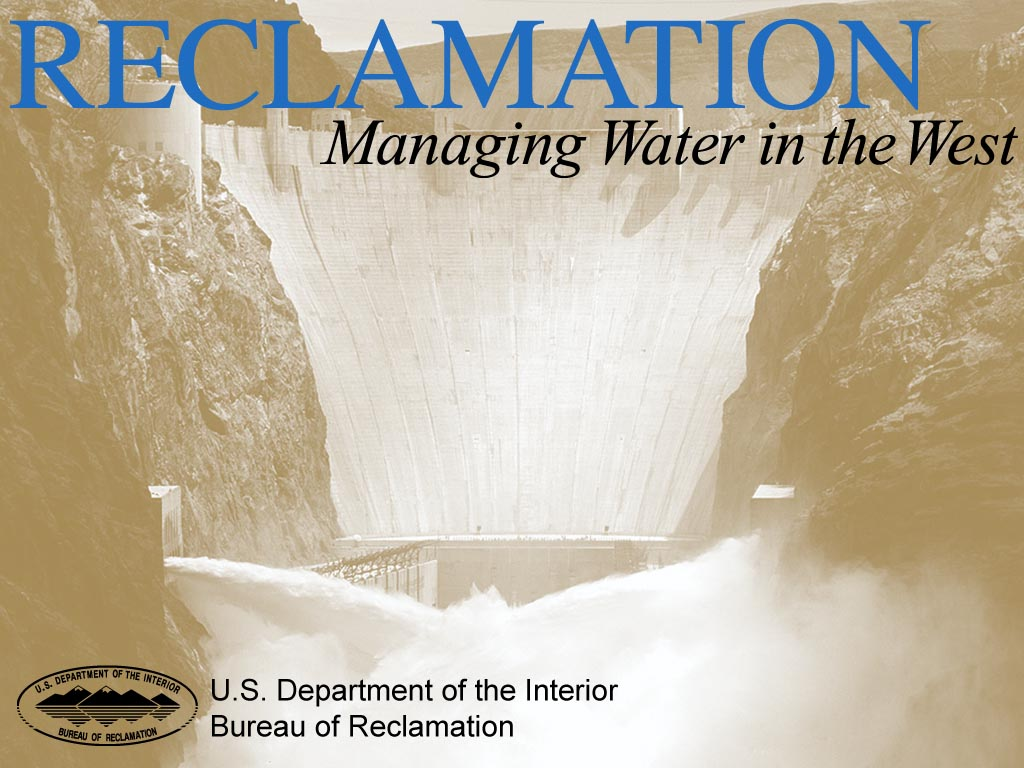 RECLAMATION
Managing Water in the West
U.S. DEPARTMENT OF THE INTERIOR
BUREAU OF RECLAMATION
U.S. Department of the Interior
Bureau of Reclamation